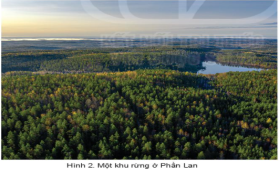 Hình 2. Một khu rừng ở Phần Lan